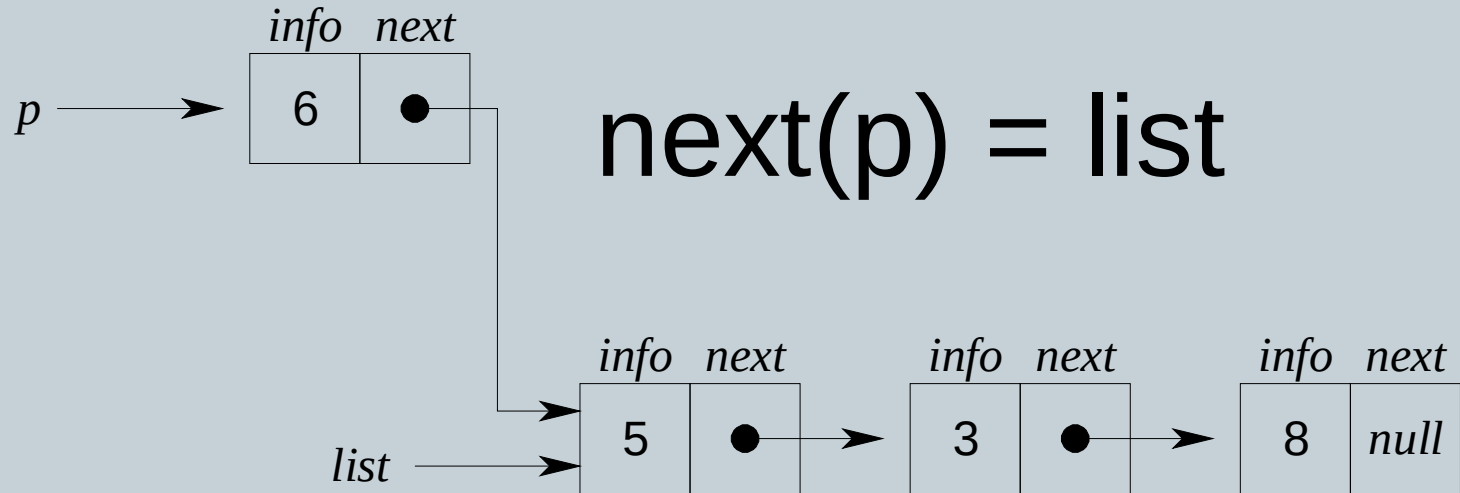 info next
p 6
next(p) = list
info next info next info next
5 3 8 null
list